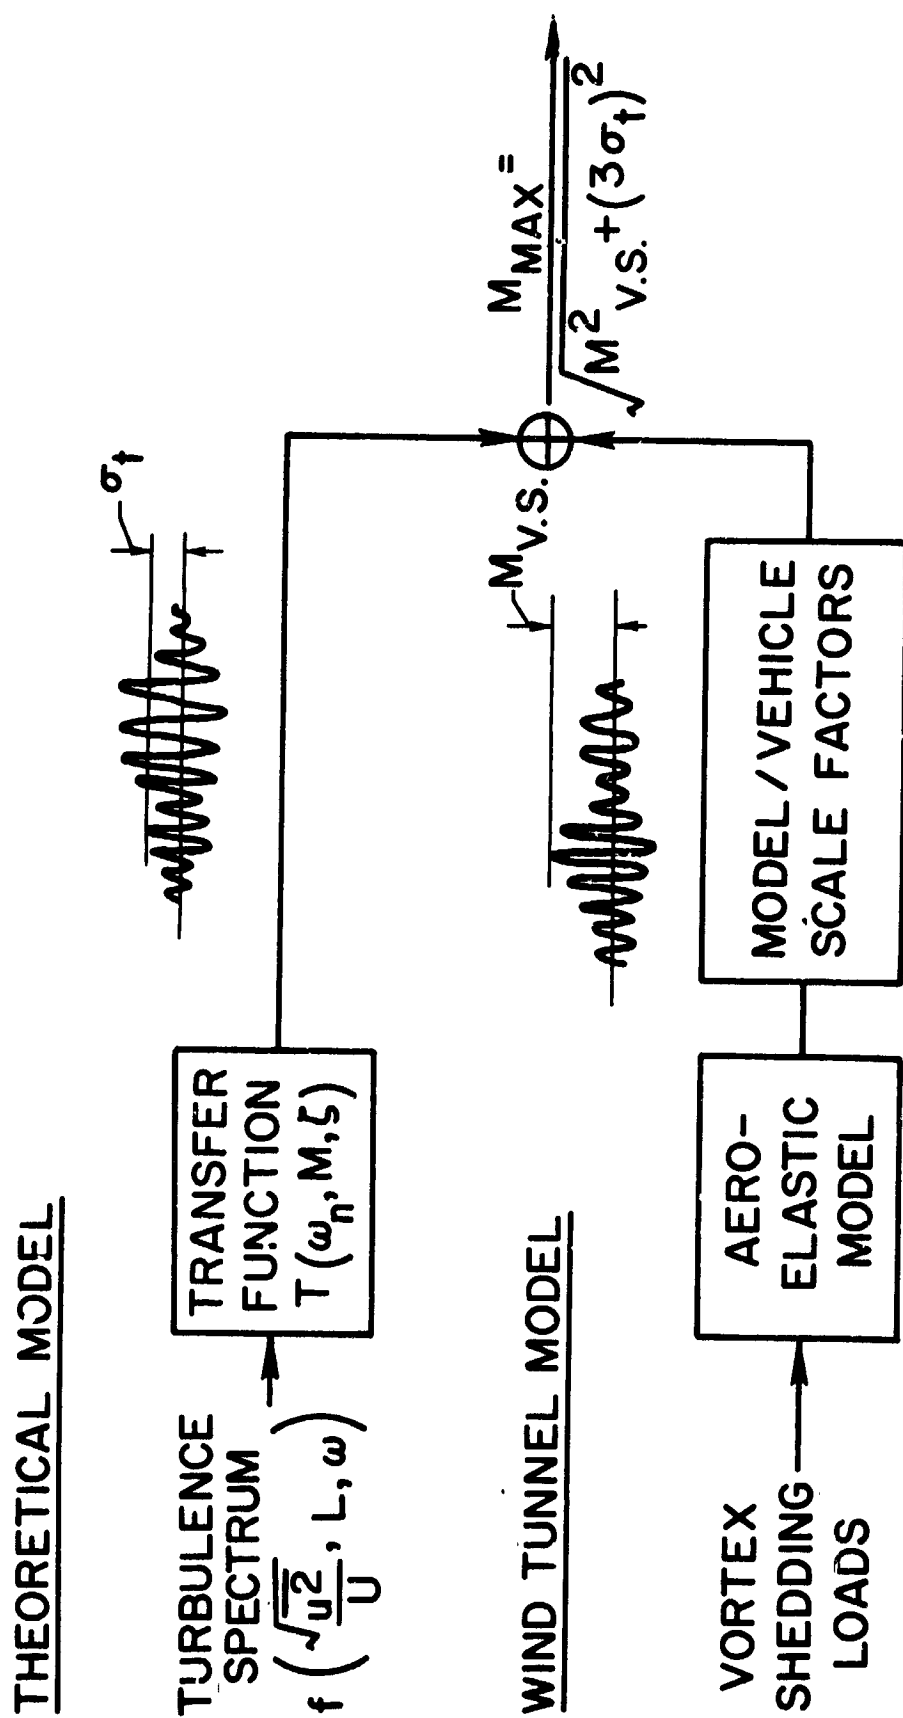 THEORETICAL MODEL
TURBULENCE
SPECTRUM
f(√u̅²/U, L, ω)
TRANSFER
FUNCTION
T(ωn, M, ζ)
σt
WIND TUNNEL MODEL
VORTEX
SHEDDING
LOADS
AERO-
ELASTIC
MODEL
MODEL/VEHICLE
SCALE FACTORS
MV.S.
MMAX =
√M²V.S. + (3σt)²